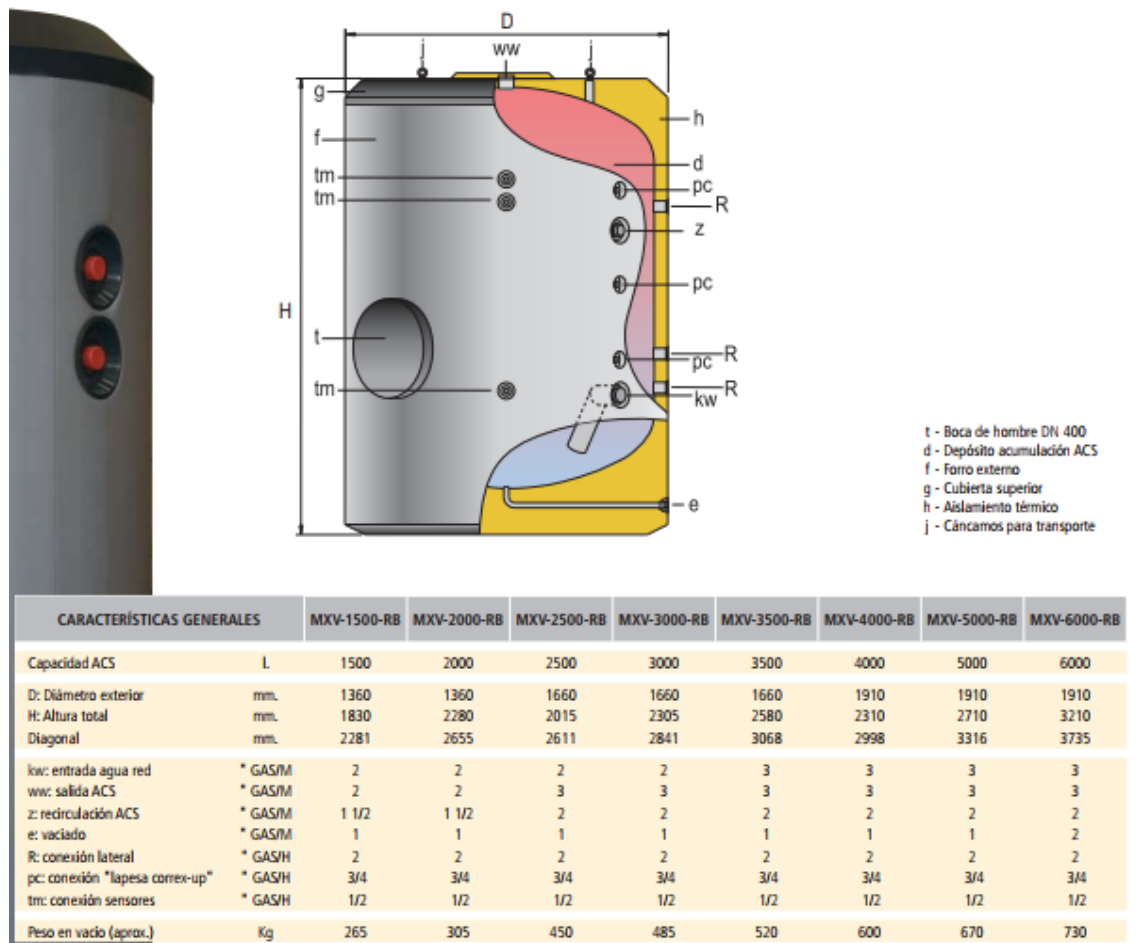 D
j
ww
j
g
h
f
d
tm
pc
tm
R
z
H
pc
t
R
pc
tm
R
kw
e
t - Boca de hombre DN 400
d - Depósito acumulación ACS
f - Forro externo
g - Cubierta superior
h - Aislamiento térmico
j - Cáncamos para transporte
CARACTERÍSTICAS GENERALES MXV-1500-RB MXV-2000-RB MXV-2500-RB MXV-3000-RB MXV-3500-RB MXV-4000-RB MXV-5000-RB MXV-6000-RB
Capacidad ACS L 1500 2000 2500 3000 3500 4000 5000 6000
D: Diámetro exterior mm. 1360 1360 1660 1660 1660 1910 1910 1910
H: Altura total mm. 1830 2280 2015 2305 2580 2310 2710 3210
Diagonal mm. 2281 2655 2611 2841 3068 2998 3316 3735
kw: entrada agua red " GAS/M 2 2 2 2 3 3 3 3
ww: salida ACS " GAS/M 2 2 3 3 3 3 3 3
z: recirculación ACS " GAS/M 1 1/2 1 1/2 2 2 2 2 2 2
e: vaciado " GAS/M 1 1 1 1 1 1 1 2
R: conexión lateral " GAS/H 2 2 2 2 2 2 2 2
pc: conexión "lapesa correx-up" " GAS/H 3/4 3/4 3/4 3/4 3/4 3/4 3/4 3/4
tm: conexión sensores " GAS/H 1/2 1/2 1/2 1/2 1/2 1/2 1/2 1/2
Peso en vacío (aprox.) Kg 265 305 450 485 520 600 670 730